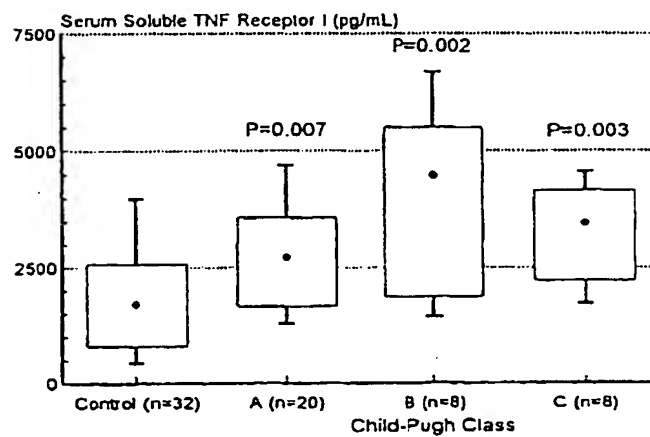 Serum Soluble TNF Receptor I (pg/mL)
7500
P=0.002
P=0.007
P=0.003
5000
2500
0
Control (n=32) A (n=20) B (n=8) C (n=8)
Child-Pugh Class